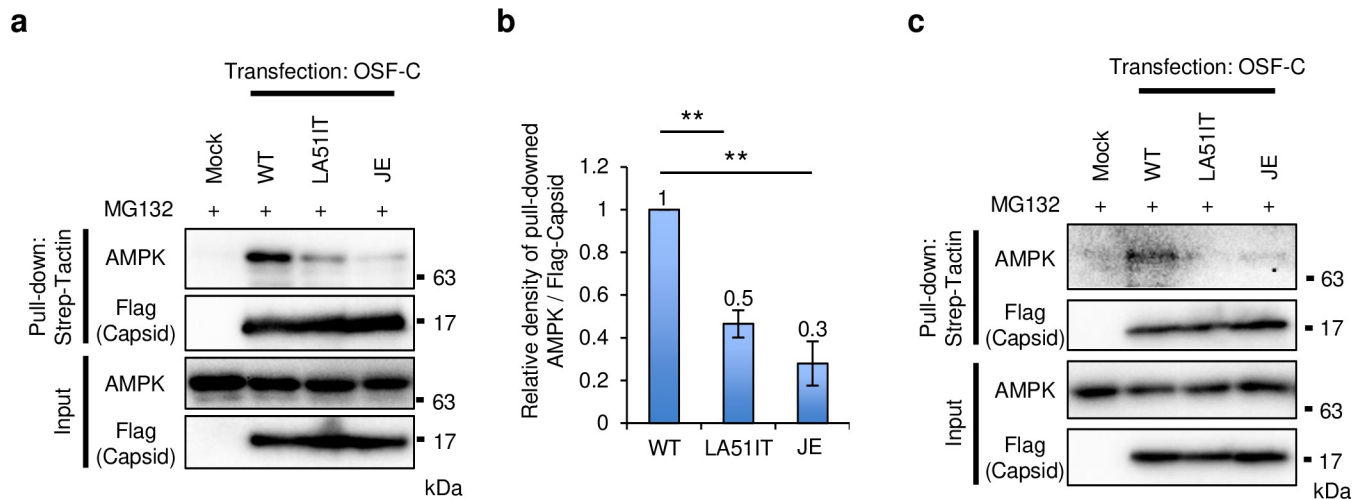 a
Transfection: OSF-C
Mock
WT
LA51IT
JE
MG132 + + + +
Pull-down:
Strep-Tactin
AMPK
63
Flag
(Capsid)
17
Input
AMPK
63
Flag
(Capsid)
17
kDa
b
**
**
Relative density of pull-downed
AMPK / Flag-Capsid
1.2
1
0.8
0.6
0.4
0.2
0
1
0.5
0.3
WT LA51IT JE
c
Transfection: OSF-C
Mock
WT
LA51IT
JE
MG132 + + + +
Pull-down:
Strep-Tactin
AMPK
63
Flag
(Capsid)
17
Input
AMPK
63
Flag
(Capsid)
17
kDa